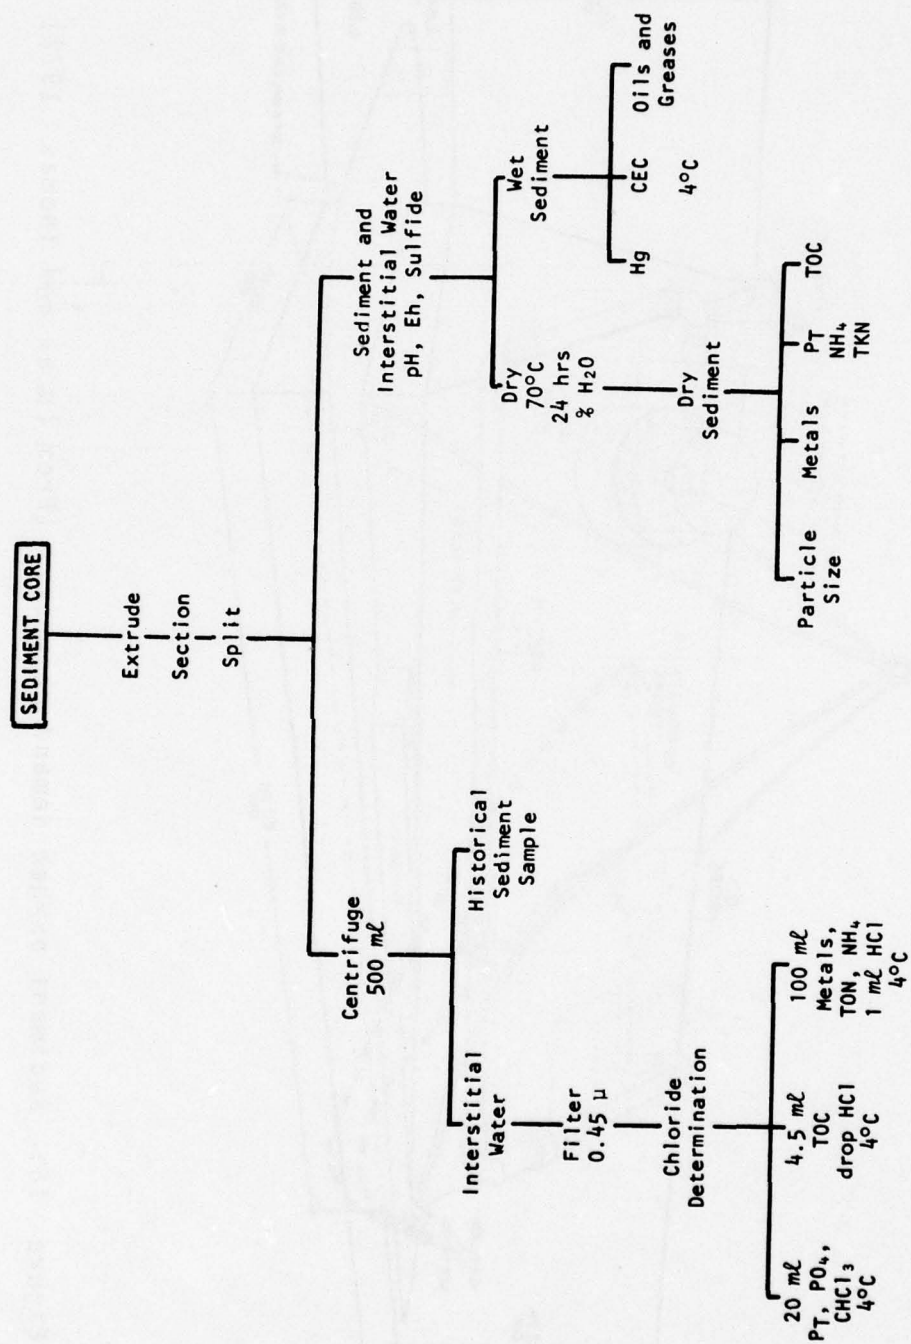 SEDIMENT CORE
Extrude
Section
Split
Centrifuge
500 ml
Interstitial
Water
Filter
0.45 μ
Chloride
Determination
20 ml
PT, PO₄,
CHCl₃
4°C
4.5 ml
TOC
drop HCl
4°C
100 ml
Metals,
TON, NH₄
1 ml HCl
4°C
Historical
Sediment
Sample
Sediment and
Interstitial Water
pH, Eh, Sulfide
Dry
70°C
24 hrs
% H₂O
Dry
Sediment
Particle
Size
Metals
PT
NH₄
TKN
TOC
Wet
Sediment
Hg
CEC
4°C
Oils and
Greases